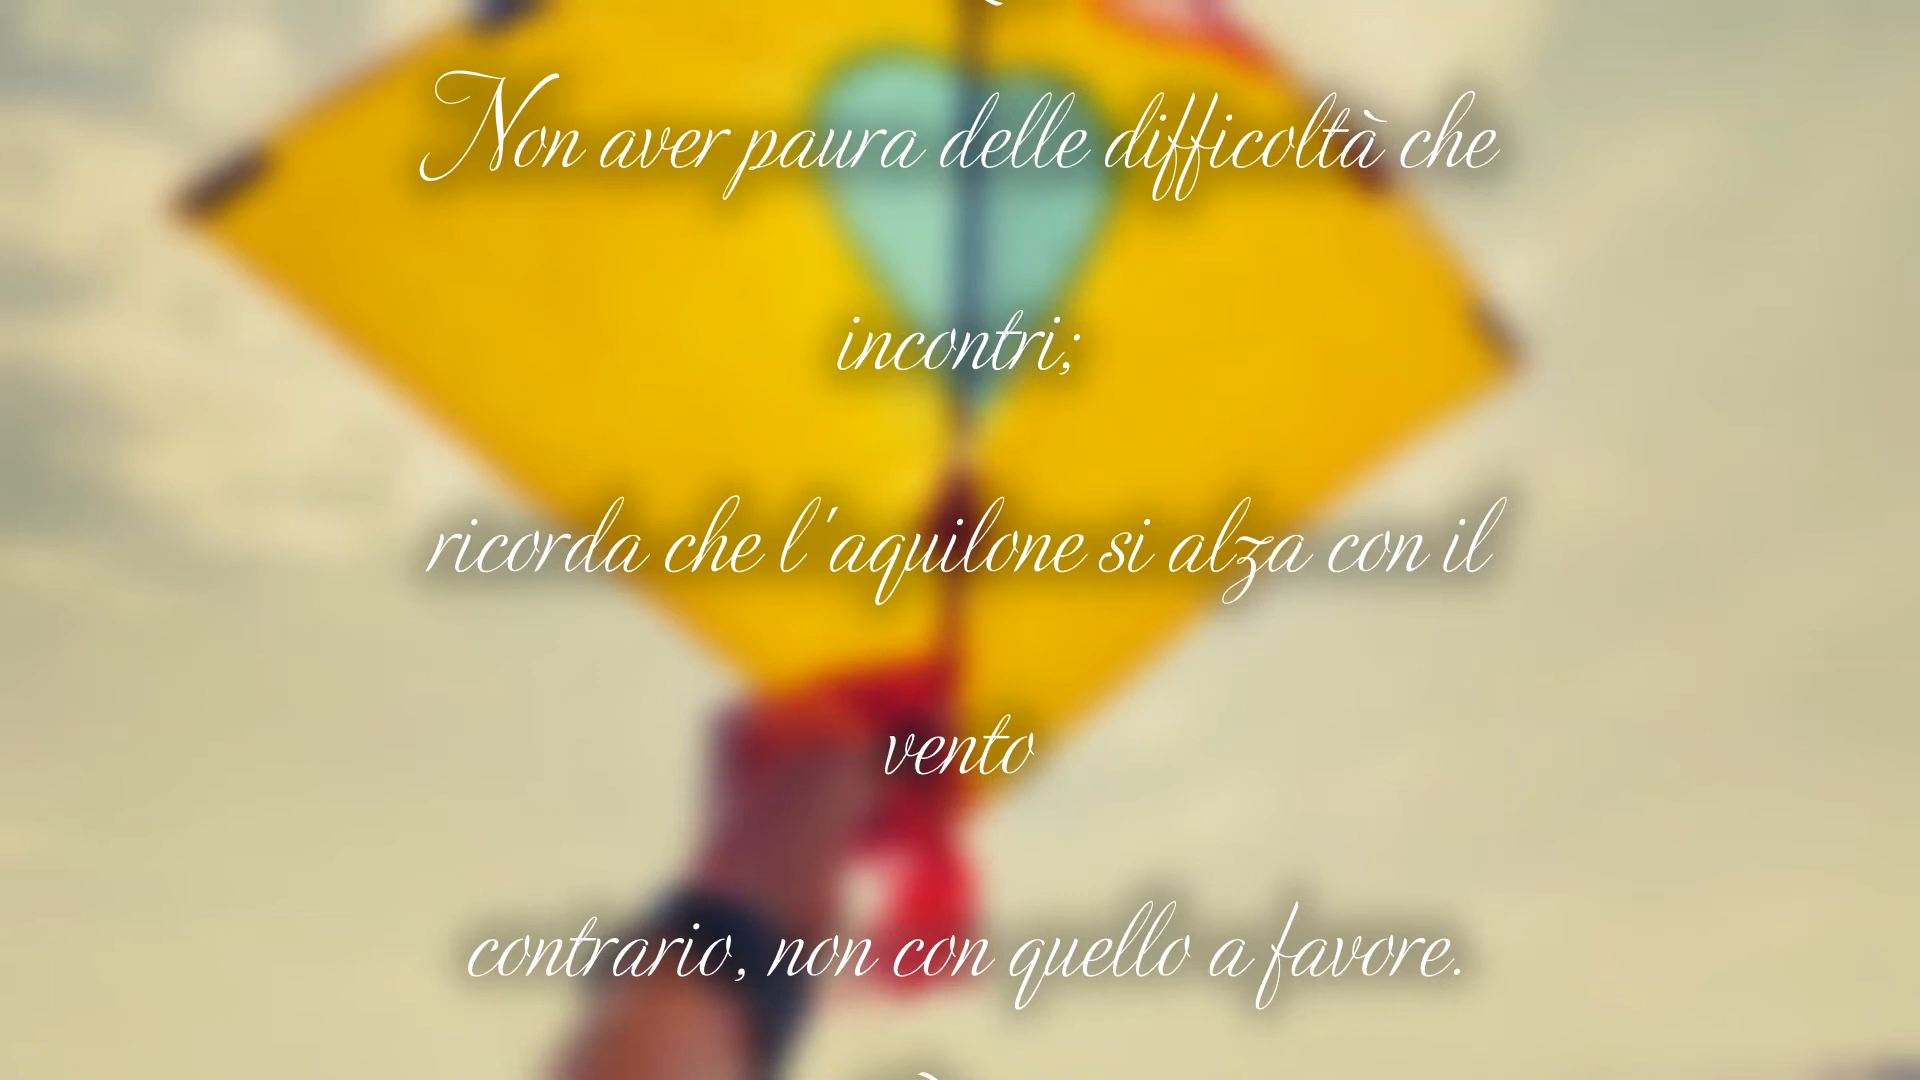 Non aver paura delle difficoltà che
incontri;
ricorda che l'aquilone si alza con il
vento
contrario, non con quello a favore.